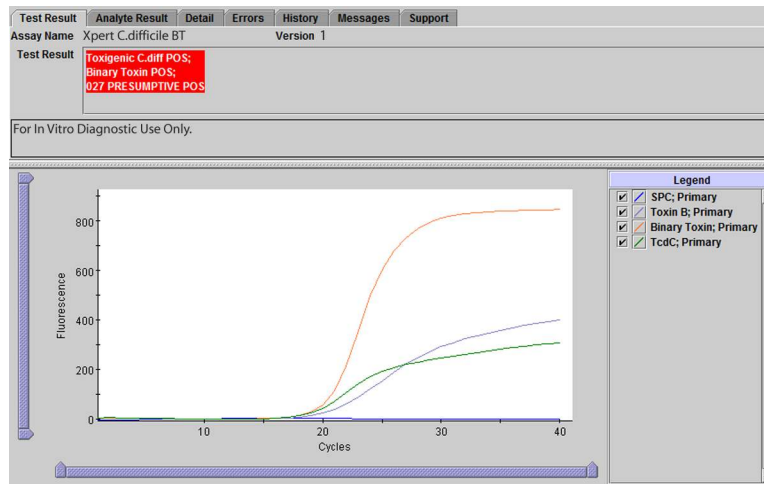 Test Result Analyte Result Detail Errors History Messages Support
Assay Name Xpert C.difficile BT Version 1
Test Result Toxigenic C.diff POS;
Binary Toxin POS;
027 PRESUMPTIVE POS
For In Vitro Diagnostic Use Only.
Legend
SPC; Primary
Toxin B; Primary
Binary Toxin; Primary
TcdC; Primary
Fluorescence
800
600
400
200
0
10 20 30 40
Cycles